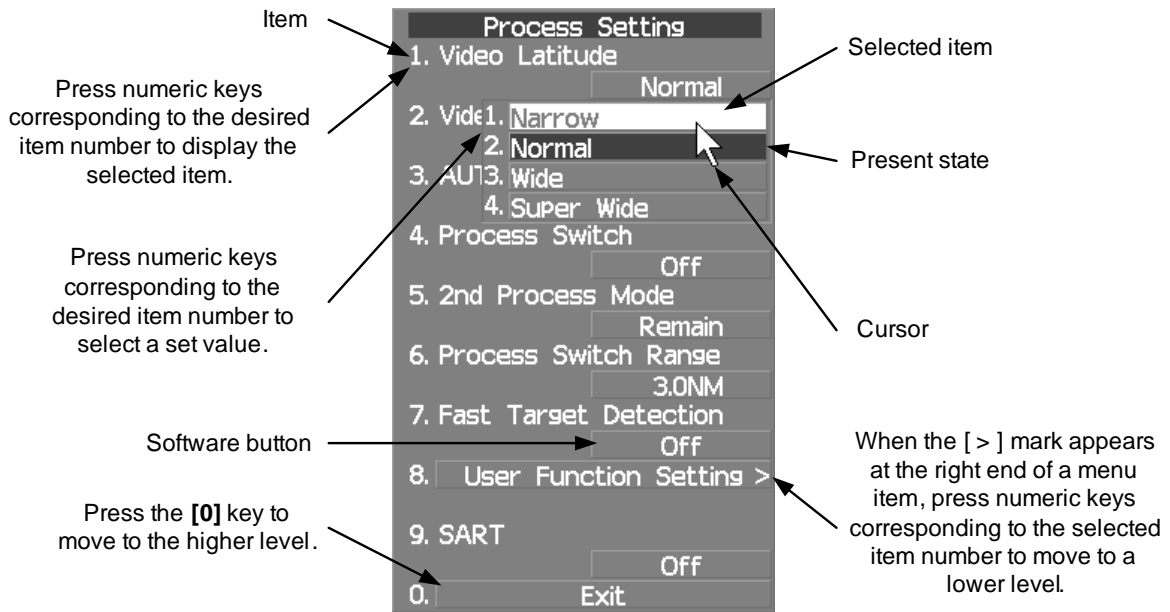 Item
Press numeric keys
corresponding to the desired
item number to display the
selected item.
Press numeric keys
corresponding to the
desired item number to
select a set value.
Software button
Press the [0] key to
move to the higher level.
Process Setting
1. Video Latitude
Normal
2. Vide
1. Narrow
2. Normal
3. AUT
3. Wide
4. Super Wide
4. Process Switch
Off
5. 2nd Process Mode
Remain
6. Process Switch Range
3.0NM
7. Fast Target Detection
Off
8. User Function Setting >
9. SART
Off
0. Exit
Selected item
Present state
Cursor
When the [ > ] mark appears
at the right end of a menu
item, press numeric keys
corresponding to the selected
item number to move to a
lower level.